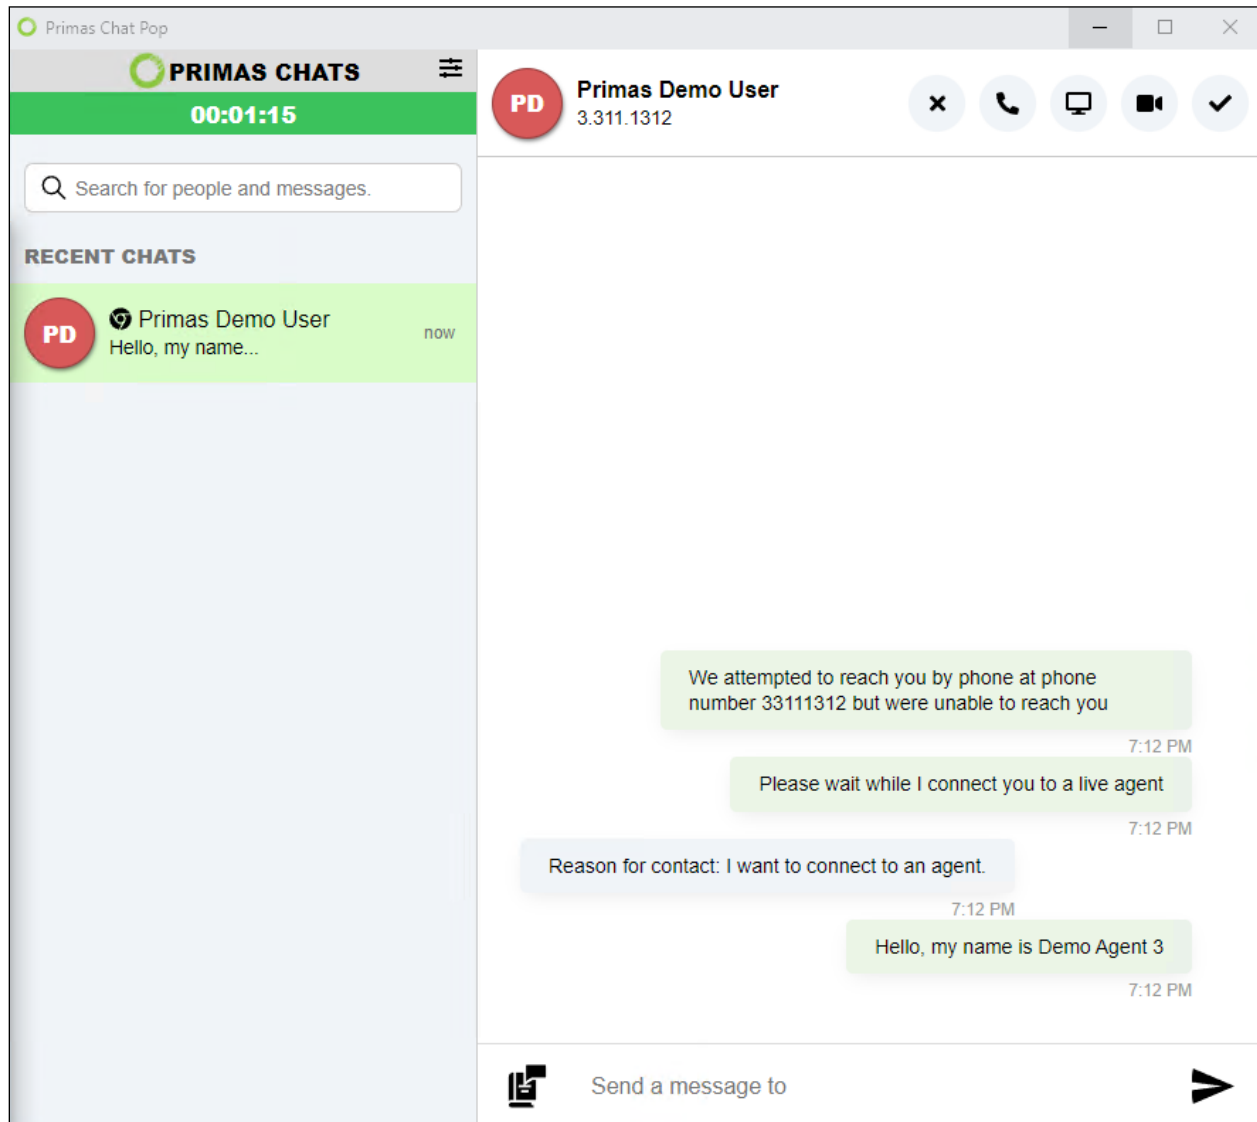 Primas Chat Pop
PRIMAS CHATS
00:01:15
Search for people and messages.
RECENT CHATS
PD
Primas Demo User
now
Hello, my name...
PD
Primas Demo User
3.311.1312
We attempted to reach you by phone at phone
number 33111312 but were unable to reach you
7:12 PM
Please wait while I connect you to a live agent
7:12 PM
Reason for contact: I want to connect to an agent.
7:12 PM
Hello, my name is Demo Agent 3
7:12 PM
Send a message to